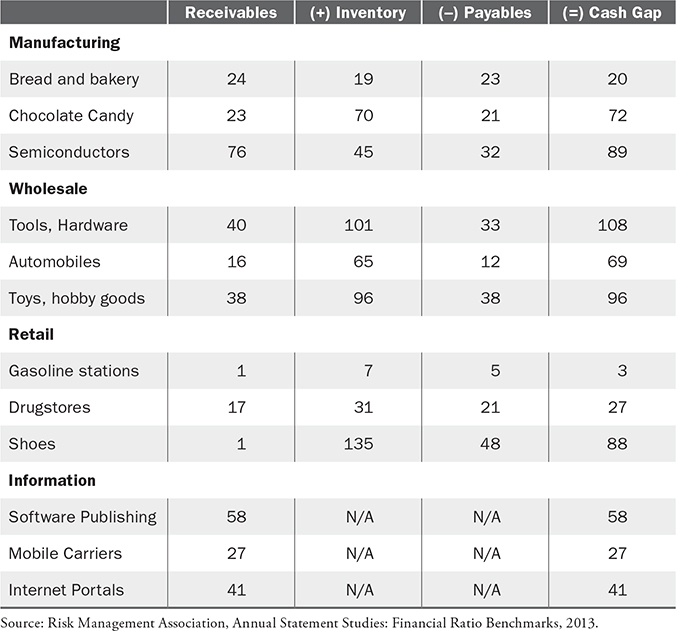 Receivables (+) Inventory (–) Payables (=) Cash Gap
Manufacturing
Bread and bakery 24 19 23 20
Chocolate Candy 23 70 21 72
Semiconductors 76 45 32 89
Wholesale
Tools, Hardware 40 101 33 108
Automobiles 16 65 12 69
Toys, hobby goods 38 96 38 96
Retail
Gasoline stations 1 7 5 3
Drugstores 17 31 21 27
Shoes 1 135 48 88
Information
Software Publishing 58 N/A N/A 58
Mobile Carriers 27 N/A N/A 27
Internet Portals 41 N/A N/A 41
Source: Risk Management Association, Annual Statement Studies: Financial Ratio Benchmarks, 2013.